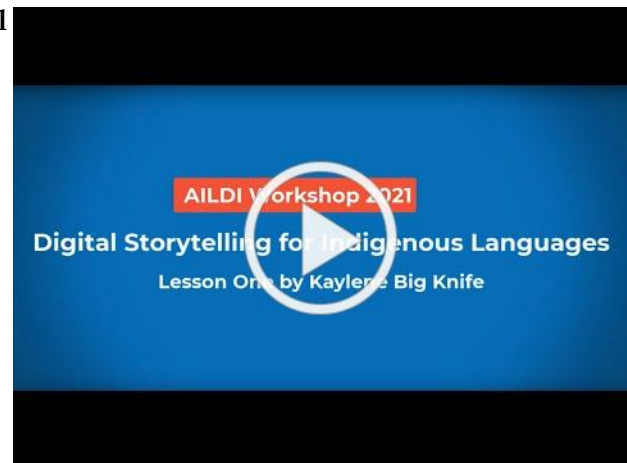 1
AILDI Workshop 2021
Digital Storytelling for Indigenous Languages
Lesson One by Kaylene Big Knife